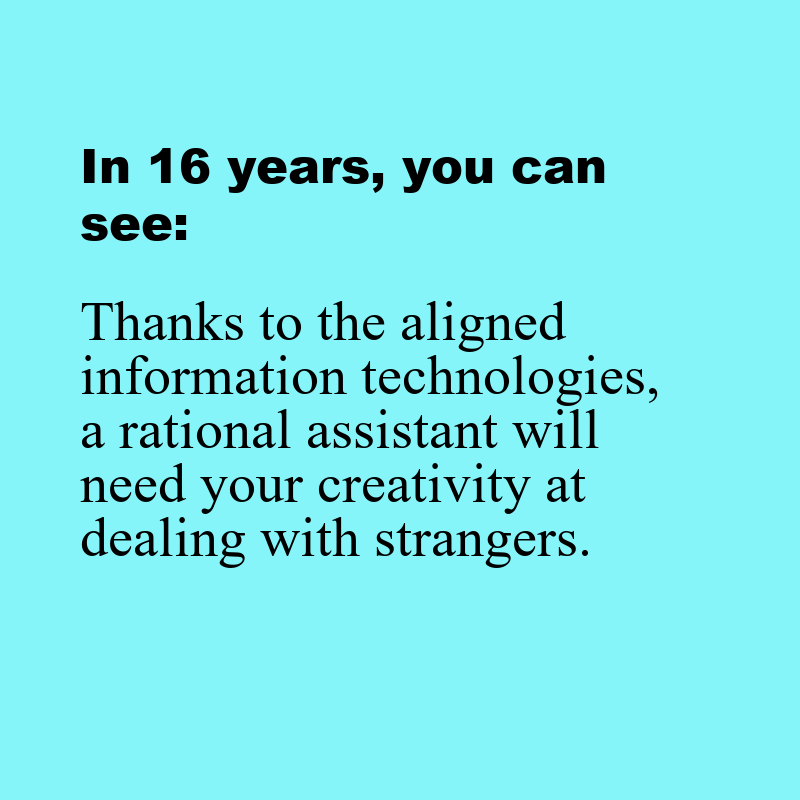 In 16 years, you can
see:
Thanks to the aligned
information technologies,
a rational assistant will
need your creativity at
dealing with strangers.